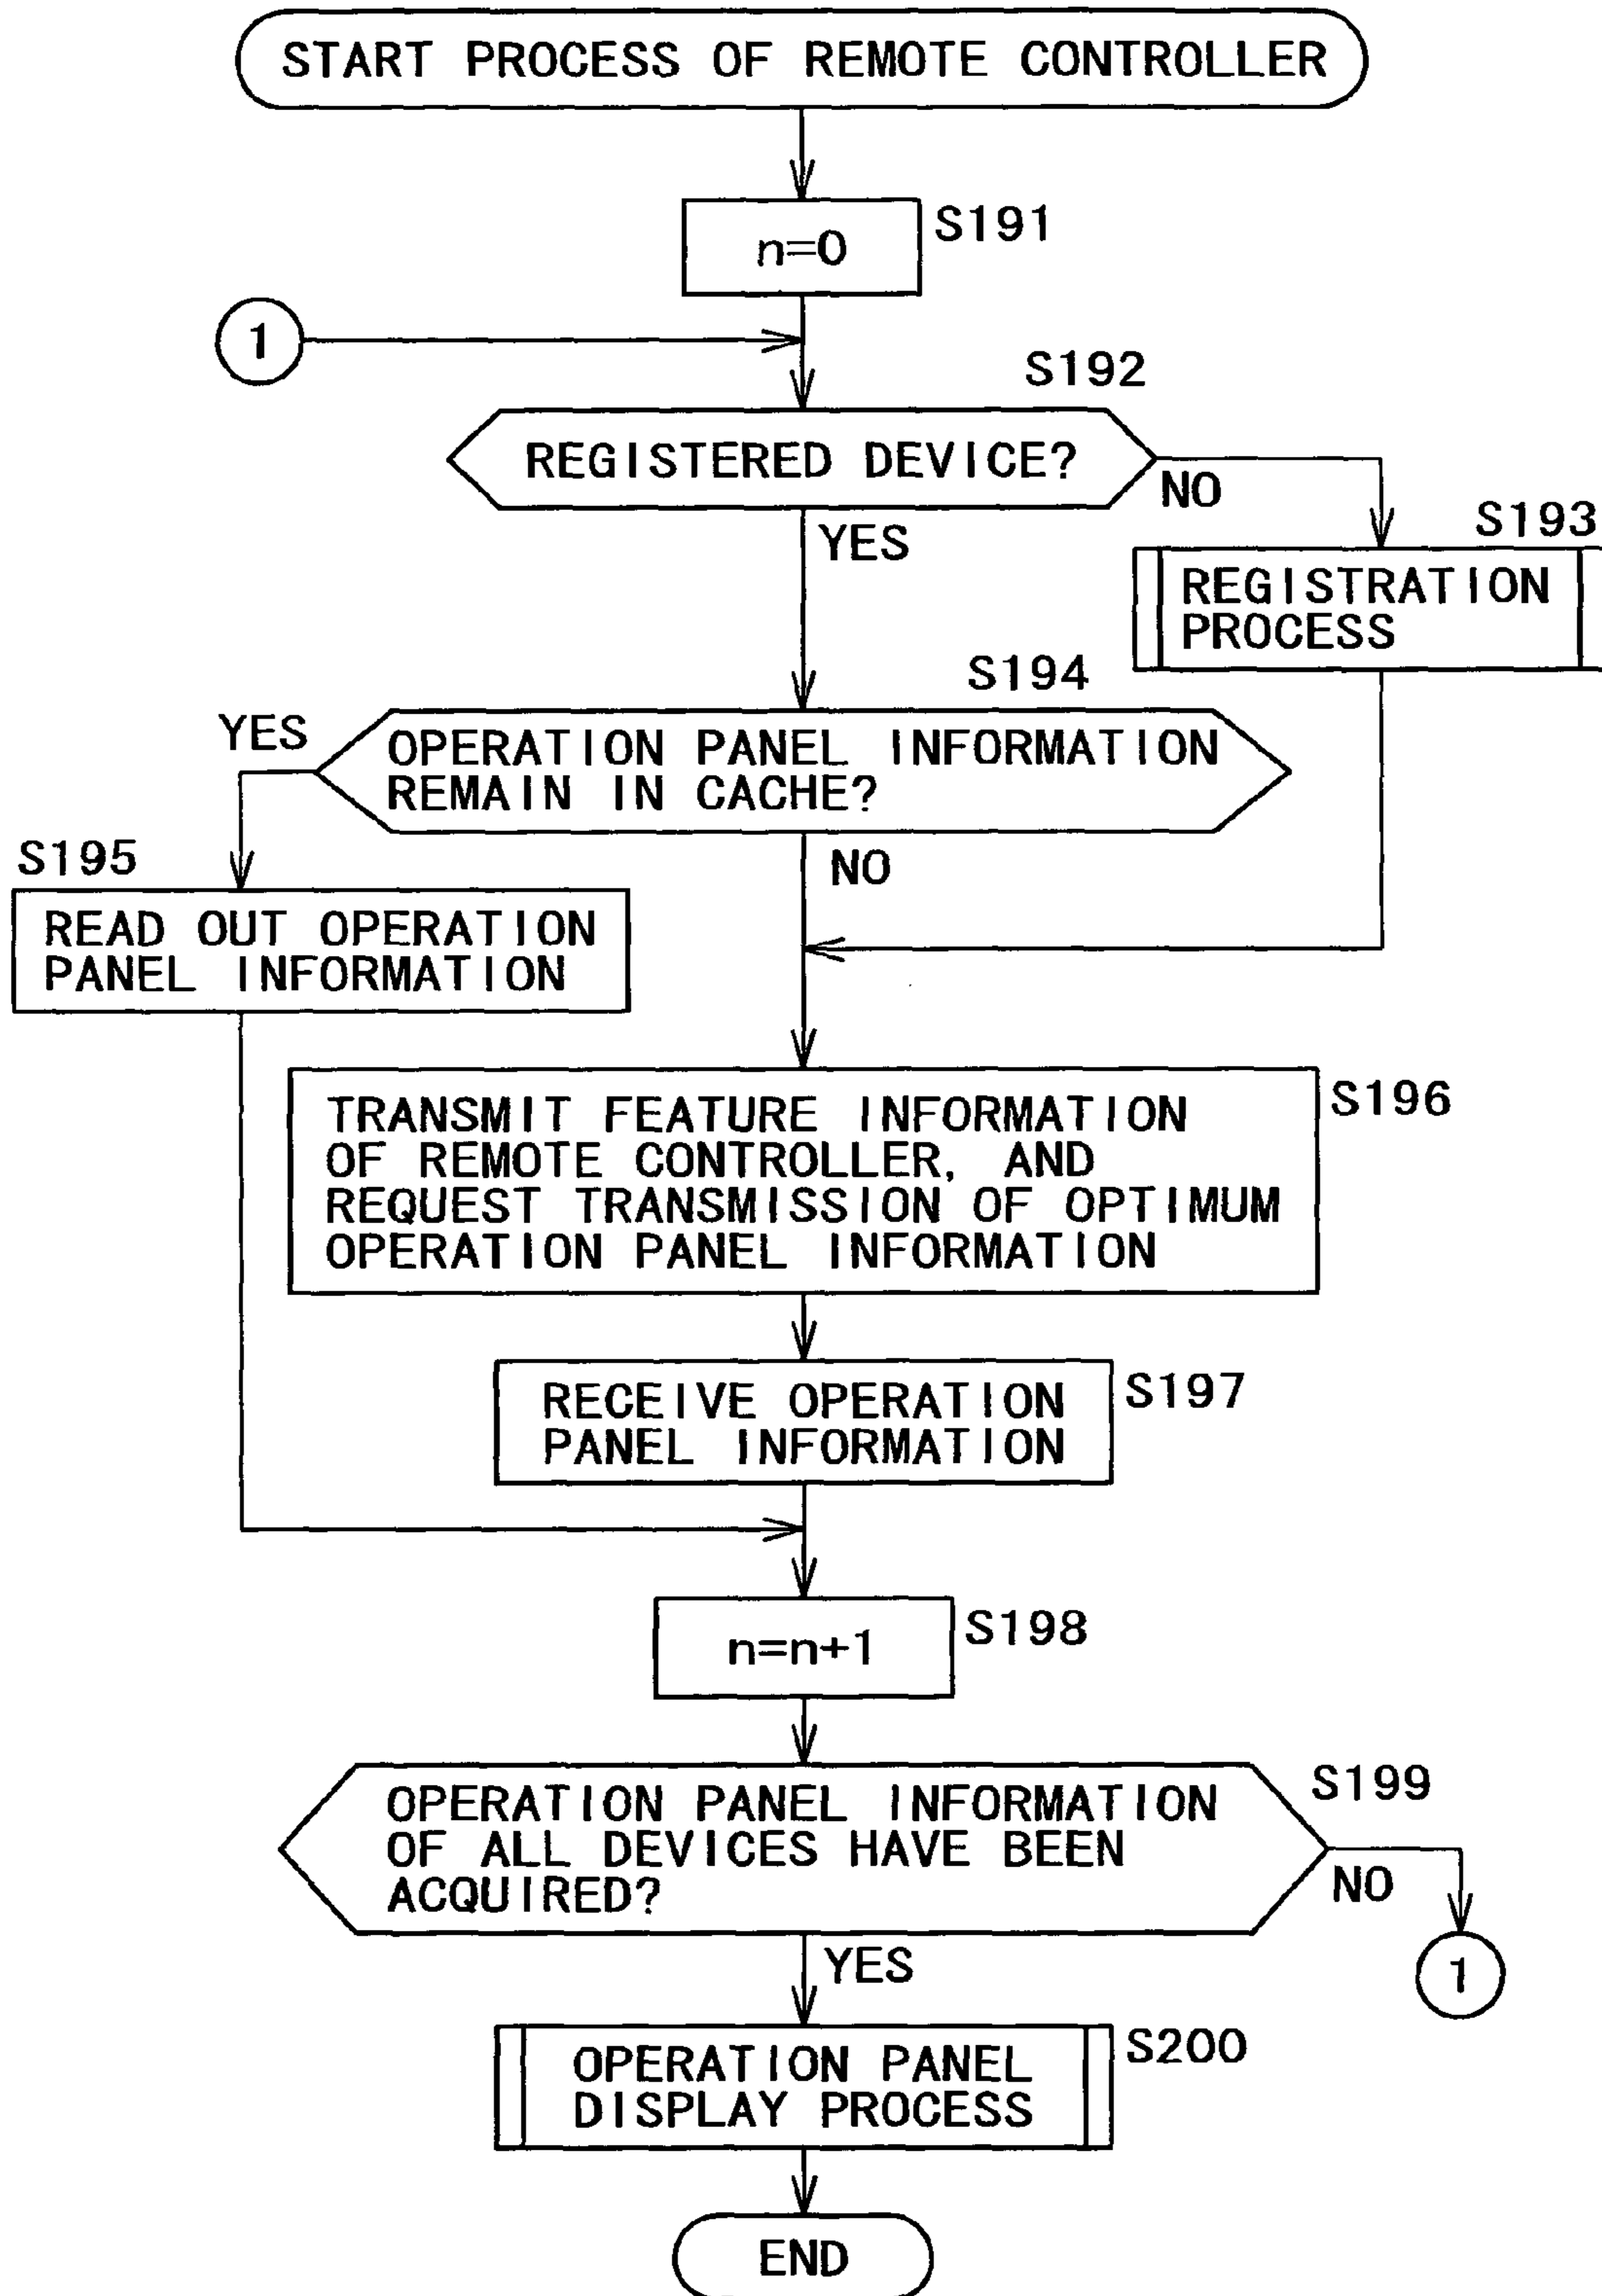 START PROCESS OF REMOTE CONTROLLER
S191
n=0
1
S192
REGISTERED DEVICE?
NO
YES
S193
REGISTRATION
PROCESS
S194
YES
OPERATION PANEL INFORMATION
REMAIN IN CACHE?
NO
S195
READ OUT OPERATION
PANEL INFORMATION
S196
TRANSMIT FEATURE INFORMATION
OF REMOTE CONTROLLER, AND
REQUEST TRANSMISSION OF OPTIMUM
OPERATION PANEL INFORMATION
S197
RECEIVE OPERATION
PANEL INFORMATION
S198
n=n+1
S199
OPERATION PANEL INFORMATION
OF ALL DEVICES HAVE BEEN
ACQUIRED?
NO
YES
1
S200
OPERATION PANEL
DISPLAY PROCESS
END